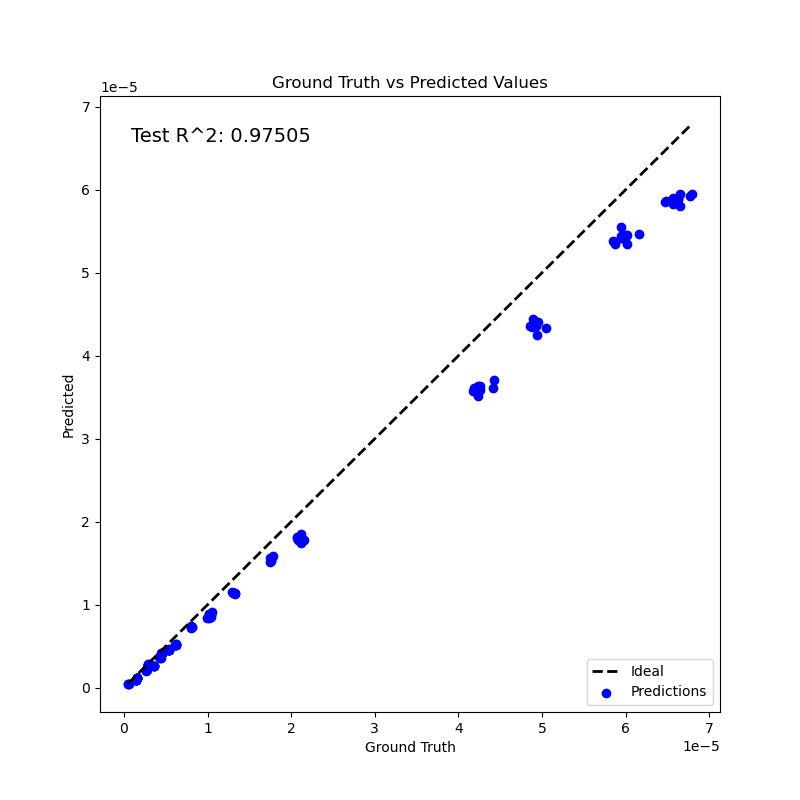 Ground Truth vs Predicted Values
1e−5
Test R^2: 0.97505
7
6
5
4
3
2
1
0
Predicted
Ideal
Predictions
0 1 2 3 4 5 6 7
Ground Truth
1e−5